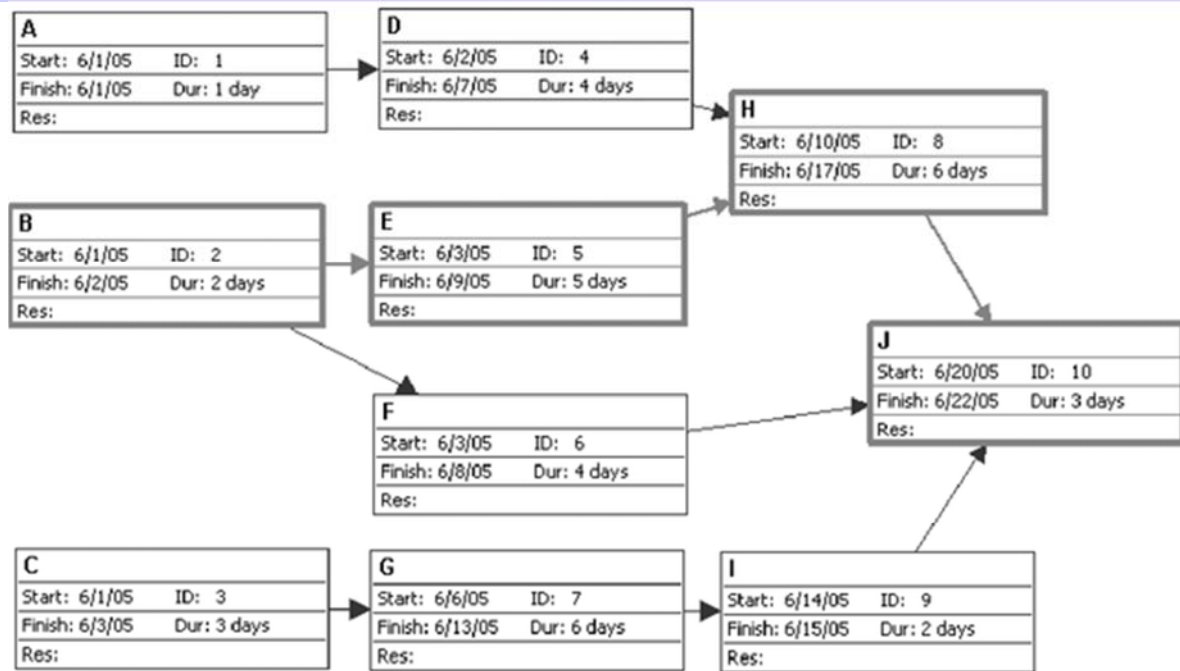 A
Start: 6/1/05 ID: 1
Finish: 6/1/05 Dur: 1 day
Res:
D
Start: 6/2/05 ID: 4
Finish: 6/7/05 Dur: 4 days
Res:
H
Start: 6/10/05 ID: 8
Finish: 6/17/05 Dur: 6 days
Res:
B
Start: 6/1/05 ID: 2
Finish: 6/2/05 Dur: 2 days
Res:
E
Start: 6/3/05 ID: 5
Finish: 6/9/05 Dur: 5 days
Res:
J
Start: 6/20/05 ID: 10
Finish: 6/22/05 Dur: 3 days
Res:
F
Start: 6/3/05 ID: 6
Finish: 6/8/05 Dur: 4 days
Res:
C
Start: 6/1/05 ID: 3
Finish: 6/3/05 Dur: 3 days
Res:
G
Start: 6/6/05 ID: 7
Finish: 6/13/05 Dur: 6 days
Res:
I
Start: 6/14/05 ID: 9
Finish: 6/15/05 Dur: 2 days
Res: